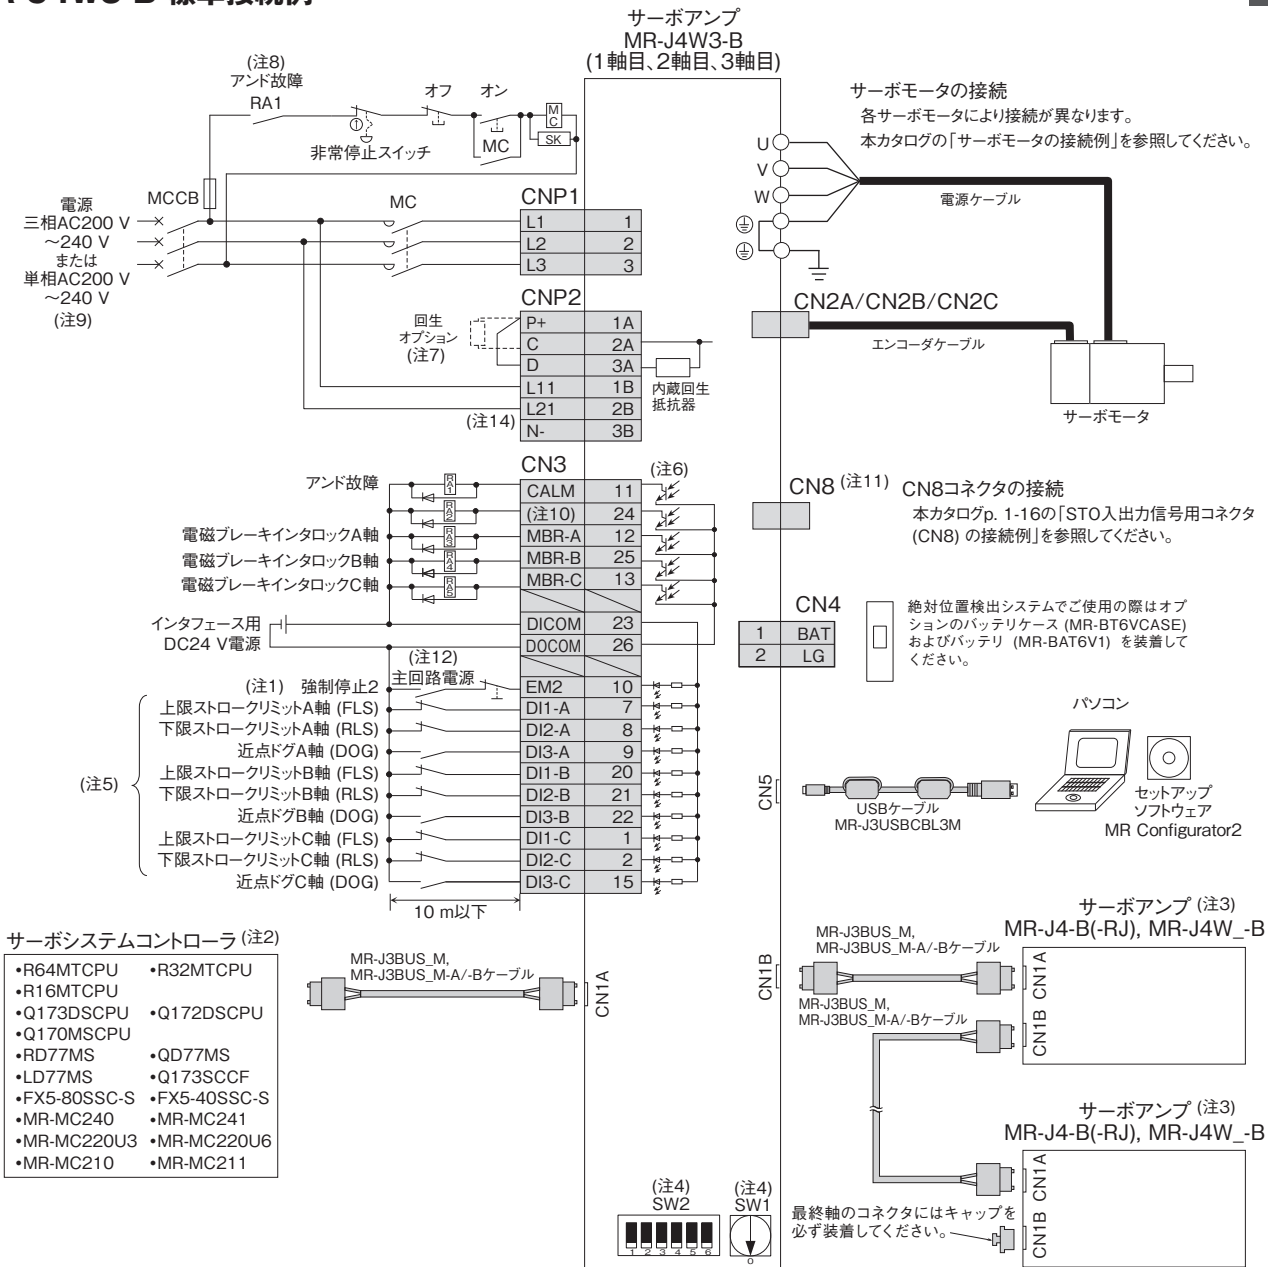 サーボアンプ
MR-J4W3-B
(1軸目、2軸目、3軸目)
(注8)
アンド故障
RA1
オフ
オン
MC
SK
MC
非常停止スイッチ
電源
三相AC200 V
～240 V
または
単相AC200 V
～240 V
(注9)
MCCB
MC
CNP1
L1 1
L2 2
L3 3
CNP2
P+ 1A
C 2A
D 3A
L11 1B
L21 2B
N- 3B
回生
オプション
(注7)
(注14)
内蔵回生
抵抗器
U
V
W
サーボモータの接続
各サーボモータにより接続が異なります。
本カタログの「サーボモータの接続例」を参照してください。
電源ケーブル
CN2A/CN2B/CN2C
エンコーダケーブル
サーボモータ
CN3
(注6)
アンド故障
RA1
CALM 11
RA2
(注10) 24
電磁ブレーキインタロックA軸
RA3
MBR-A 12
電磁ブレーキインタロックB軸
RA4
MBR-B 25
電磁ブレーキインタロックC軸
RA5
MBR-C 13
インタフェース用
DC24 V電源
DICOM 23
DOCOM 26
(注12)
主回路電源
(注1) 強制停止2
EM2 10
上限ストロークリミットA軸 (FLS)
DI1-A 7
下限ストロークリミットA軸 (RLS)
DI2-A 8
近点ドグA軸 (DOG)
DI3-A 9
(注5)
上限ストロークリミットB軸 (FLS)
DI1-B 20
下限ストロークリミットB軸 (RLS)
DI2-B 21
近点ドグB軸 (DOG)
DI3-B 22
上限ストロークリミットC軸 (FLS)
DI1-C 1
下限ストロークリミットC軸 (RLS)
DI2-C 2
近点ドグC軸 (DOG)
DI3-C 15
10 m以下
CN8 (注11)
CN8コネクタの接続
本カタログp. 1-16の「STO入出力信号用コネクタ
(CN8) の接続例」を参照してください。
CN4
1 BAT
2 LG
絶対位置検出システムでご使用の際はオプ
ションのバッテリケース (MR-BT6VCASE)
およびバッテリ (MR-BAT6V1) を装着して
ください。
パソコン
CN5
USBケーブル
MR-J3USBCBL3M
セットアップ
ソフトウェア
MR Configurator2
サーボシステムコントローラ (注2)
•R64MTCPU •R32MTCPU
•R16MTCPU
•Q173DSCPU •Q172DSCPU
•Q170MSCPU
•RD77MS •QD77MS
•LD77MS •Q173SCCF
•FX5-80SSC-S •FX5-40SSC-S
•MR-MC240 •MR-MC241
•MR-MC220U3 •MR-MC220U6
•MR-MC210 •MR-MC211
MR-J3BUS_M,
MR-J3BUS_M-A/-Bケーブル
CN1A
CN1B
MR-J3BUS_M,
MR-J3BUS_M-A/-Bケーブル
サーボアンプ (注3)
MR-J4-B(-RJ), MR-J4W_-B
CN1A
CN1B
MR-J3BUS_M,
MR-J3BUS_M-A/-Bケーブル
サーボアンプ (注3)
MR-J4-B(-RJ), MR-J4W_-B
CN1A
CN1B
最終軸のコネクタにはキャップを
必ず装着してください。
(注4)
SW2
1 2 3 4 5 6
(注4)
SW1
0